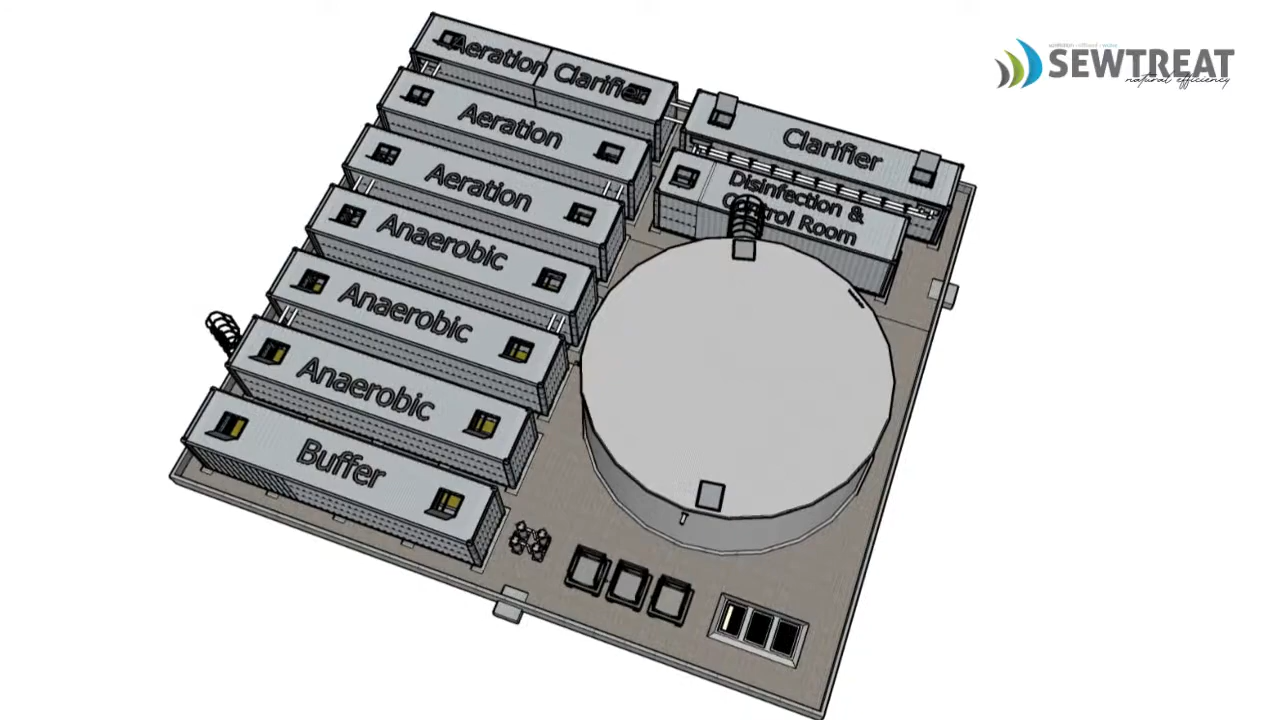 SEWTREAT
natural efficiency
Aeration Clarifier
Aeration
Clarifier
Aeration
Disinfection &
Control Room
Anaerobic
Anaerobic
Anaerobic
Buffer